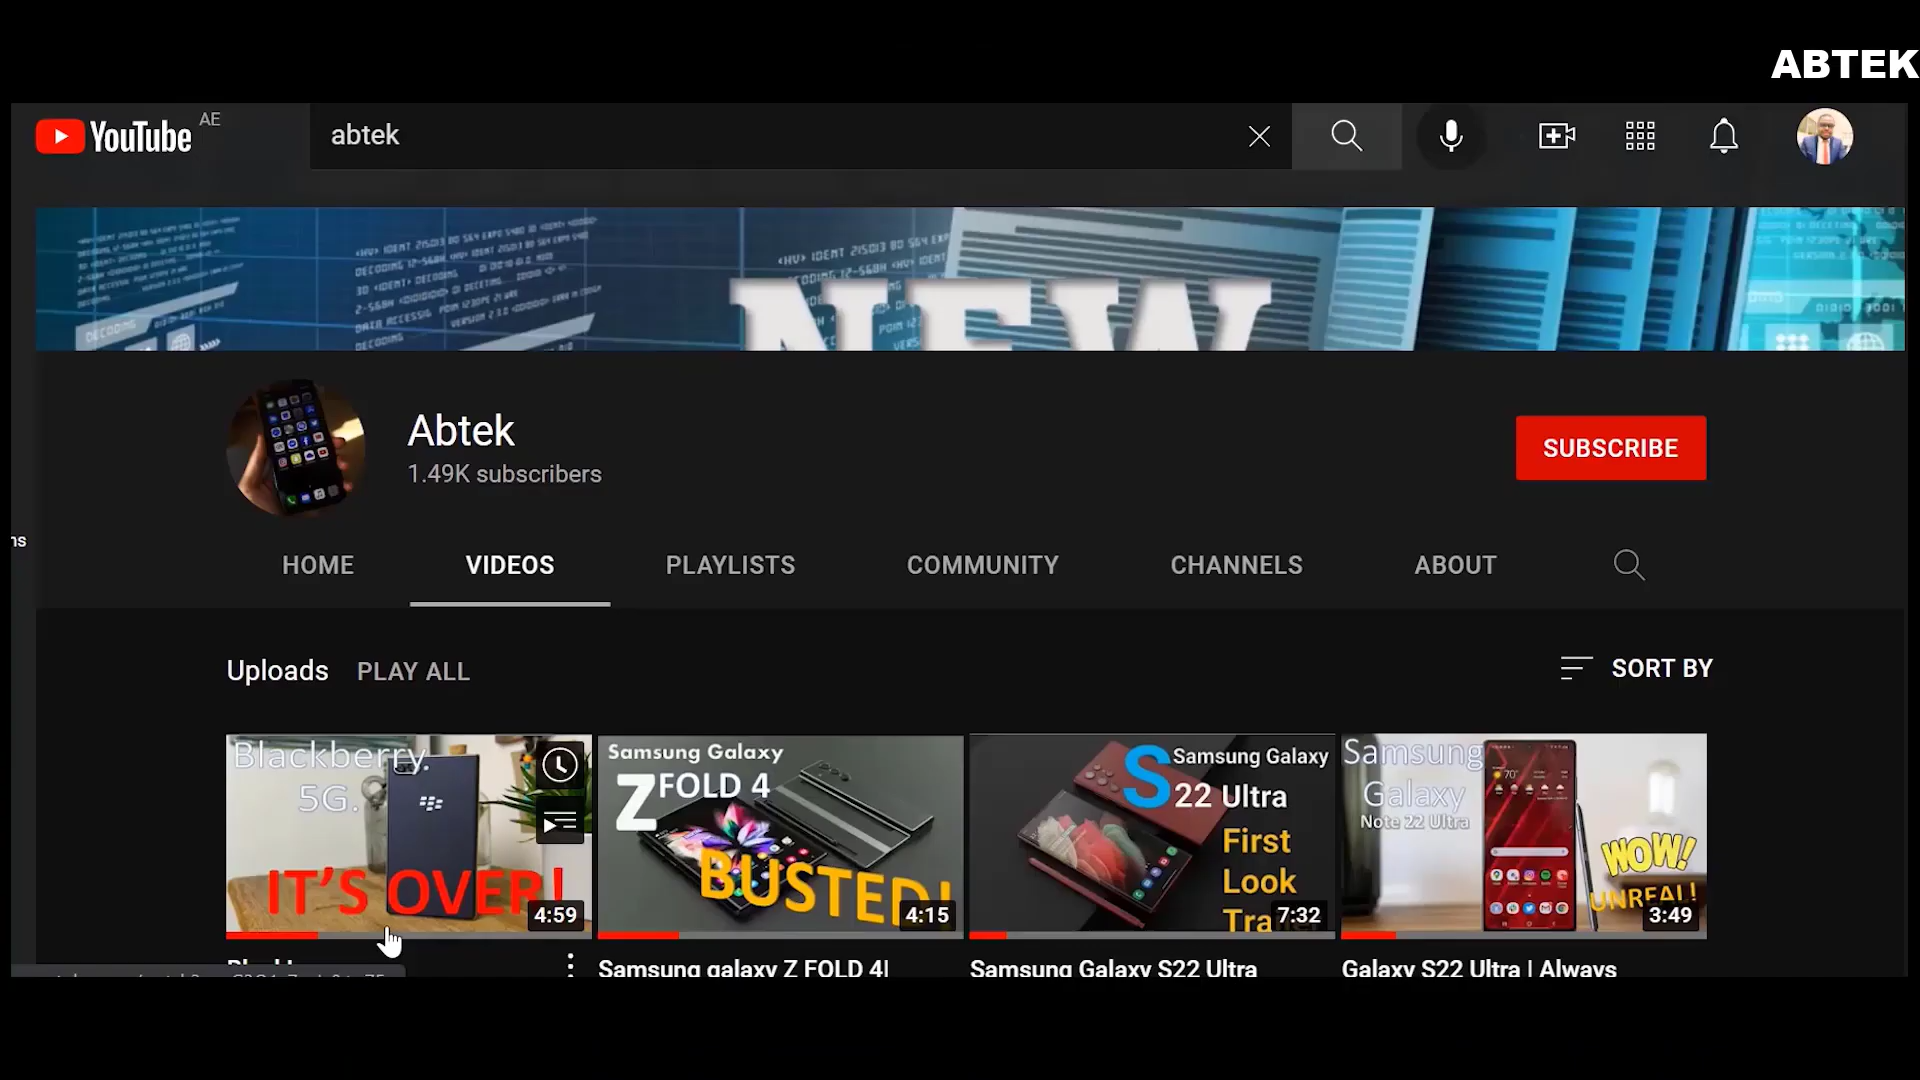 ABTEK
YouTube AE
abtek
NEW
Abtek
1.49K subscribers
SUBSCRIBE
HOME VIDEOS PLAYLISTS COMMUNITY CHANNELS ABOUT
Uploads PLAY ALL
SORT BY
Blackberry.
5G.
IT'S OVER!
4:59
Samsung Galaxy
Z FOLD 4
BUSTED!
4:15
Samsung Galaxy
S22 Ultra
First
Look
7:32
Samsung
Galaxy
Note 22 Ultra
WOW!
UNREAL!
3:49
Samsung galaxy Z FOLD 4|
Samsung Galaxy S22 Ultra
Galaxy S22 Ultra | Always